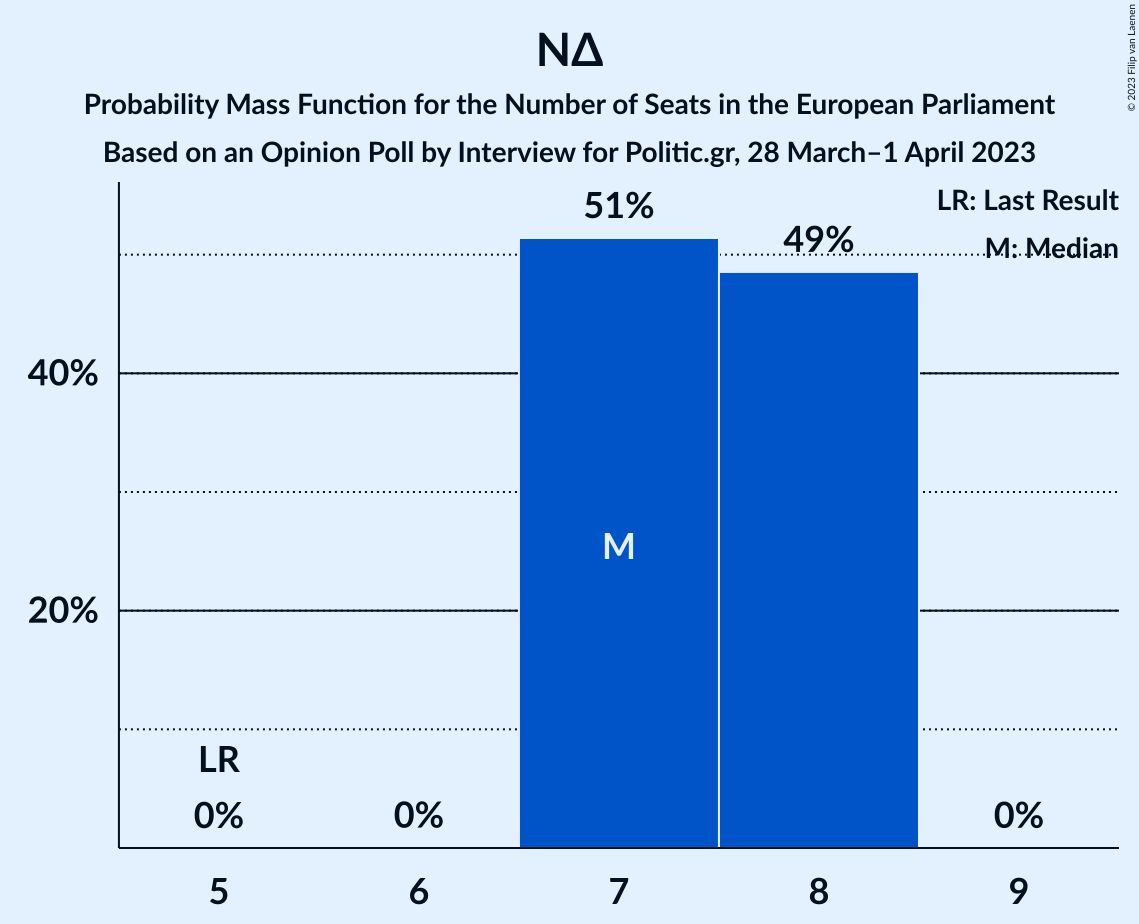 ΝΔ
Probability Mass Function for the Number of Seats in the European Parliament
Based on an Opinion Poll by Interview for Politic.gr, 28 March–1 April 2023
© 2023 Filip van Laenen
LR: Last Result
M: Median
51%
49%
40%
20%
M
LR
0%
0%
0%
5
6
7
8
9